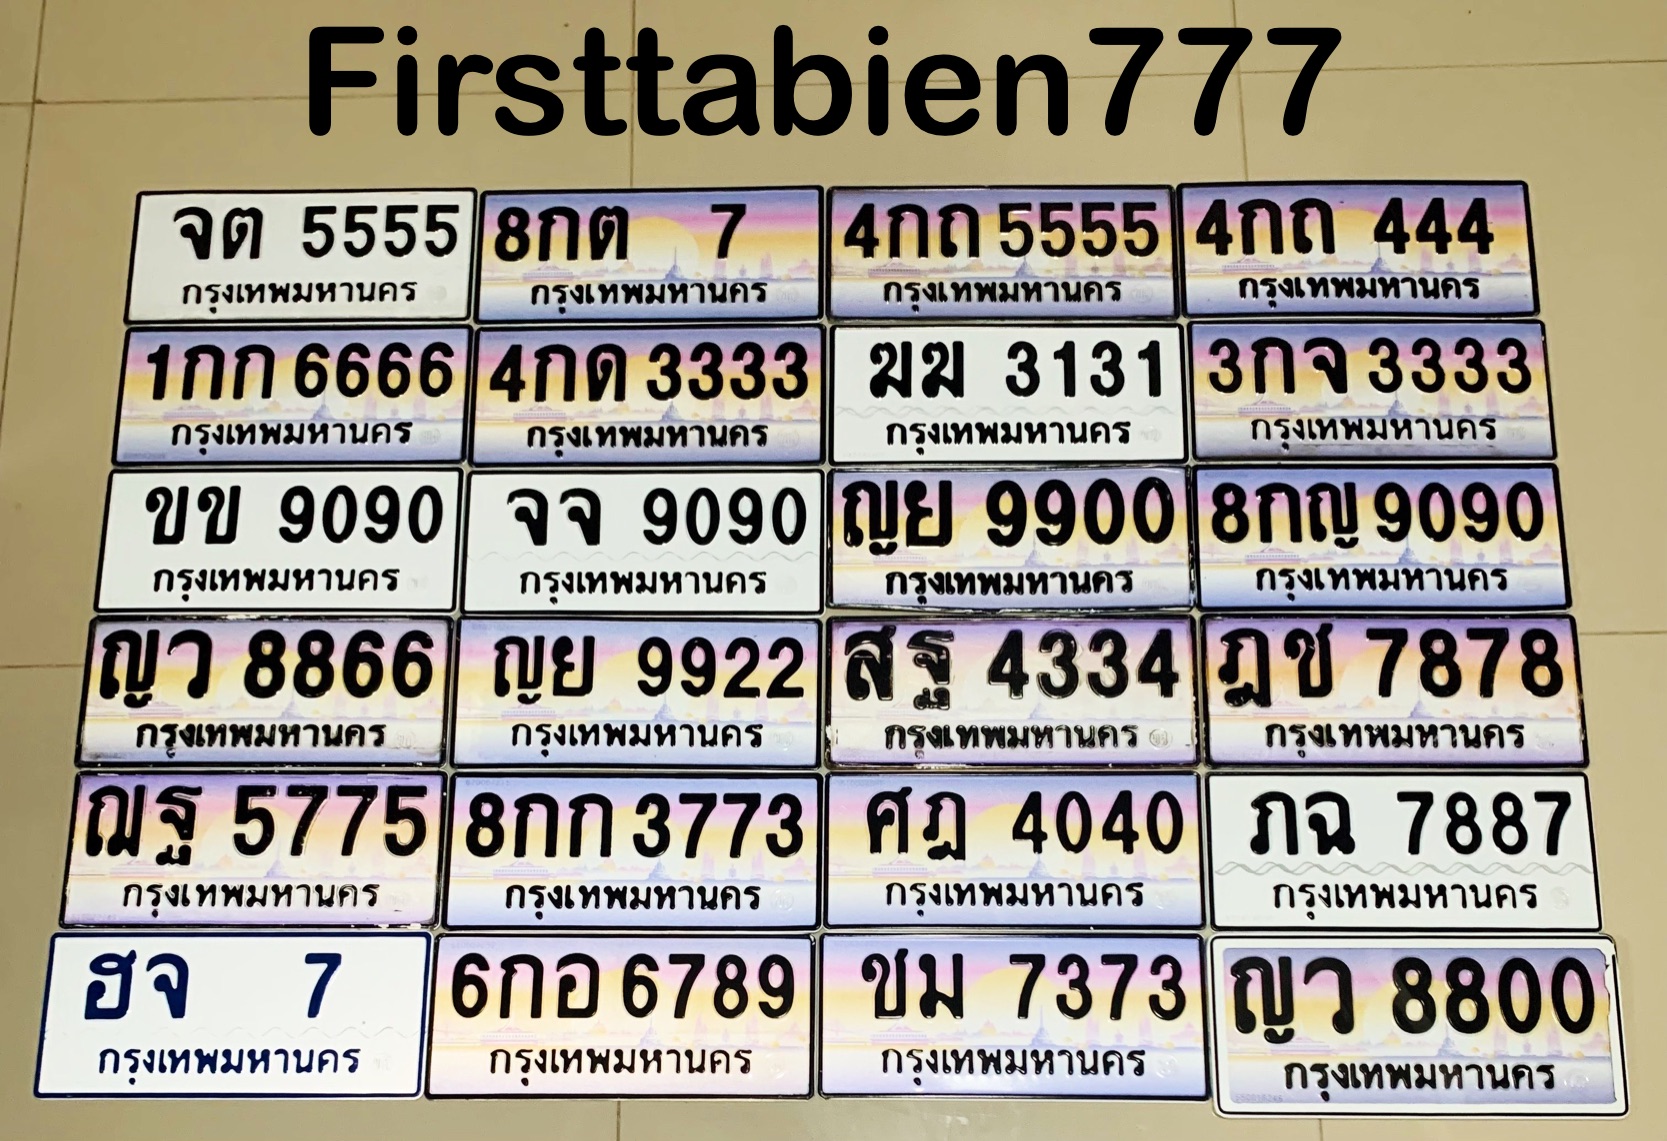 Firsttabien777
จต 5555
กรุงเทพมหานคร
8กต 7
กรุงเทพมหานคร
4กถ 5555
กรุงเทพมหานคร
4กถ 444
กรุงเทพมหานคร
1กก 6666
กรุงเทพมหานคร
4กด 3333
กรุงเทพมหานคร
ฆฆ 3131
กรุงเทพมหานคร
3กจ 3333
กรุงเทพมหานคร
ขข 9090
กรุงเทพมหานคร
จจ 9090
กรุงเทพมหานคร
ญย 9900
กรุงเทพมหานคร
8กญ 9090
กรุงเทพมหานคร
ญว 8866
กรุงเทพมหานคร
ญย 9922
กรุงเทพมหานคร
สฐ 4334
กรุงเทพมหานคร
ฎช 7878
กรุงเทพมหานคร
ฌฐ 5775
กรุงเทพมหานคร
8กก 3773
กรุงเทพมหานคร
ศฎ 4040
กรุงเทพมหานคร
ภฉ 7887
กรุงเทพมหานคร
ฮจ 7
กรุงเทพมหานคร
6กอ 6789
กรุงเทพมหานคร
ชม 7373
กรุงเทพมหานคร
ญว 8800
กรุงเทพมหานคร